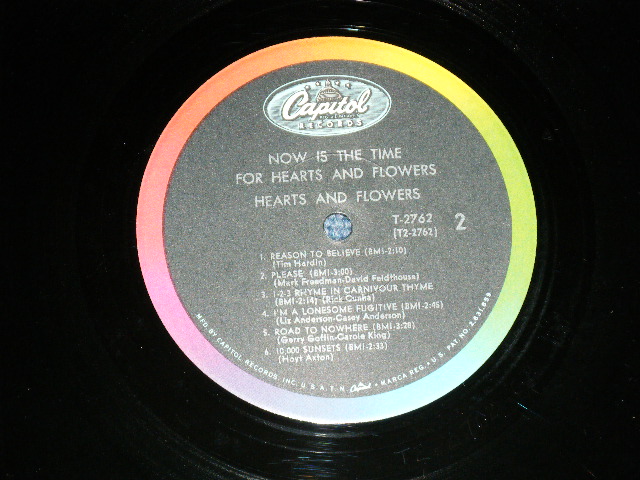 Capitol
RECORDS
NOW IS THE TIME
FOR HEARTS AND FLOWERS
HEARTS AND FLOWERS
T-2762
(T2-2762)
2
1. REASON TO BELIEVE (BMI-2:10)
(Tim Hardin)
2. PLEASE (BMI-3:00)
(Mark Freedman-David Feldthouse)
3. 1-2-3 RHYME IN CARNIVOUR THYME
(BMI-2:14) (Rick Cunha)
4. I'M A LONESOME FUGITIVE (BMI-2:45)
(Liz Anderson-Casey Anderson)
5. ROAD TO NOWHERE (BMI-3:28)
(Gerry Goffin-Carole King)
6. 10,000 SUNSETS (BMI-2:33)
(Hoyt Axton)
MFD. BY CAPITOL RECORDS, INC. U.S.A. T.M. Capitol • MARCA REG. • U.S. PAT. NO. 2,631,859